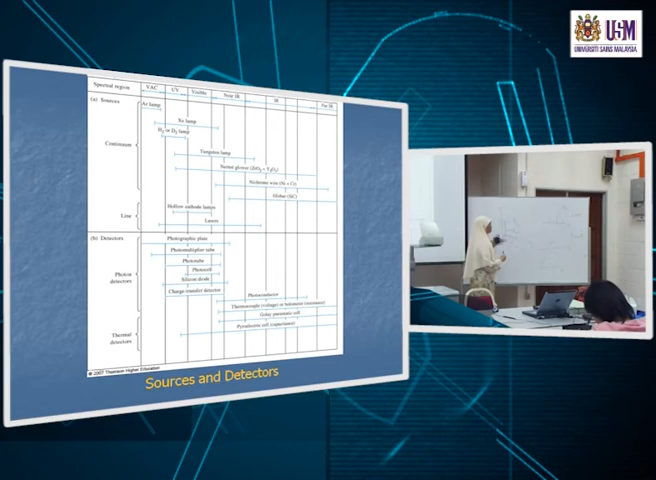 USM
UNIVERSITI SAINS MALAYSIA
Spectral region
VAC UV Visible Near IR IR Far IR
(a) Sources
Ar lamp
Xe lamp
H2 or D2 lamp
Continuum
Tungsten lamp
Nernst glower (ZrO2 + Y2O3)
Nichrome wire (Ni + Cr)
Globar (SiC)
Hollow cathode lamps
Line
Lasers
(b) Detectors
Photographic plate
Photomultiplier tube
Phototube
Photocell
Photon
detectors
Silicon diode
Charge-transfer detector
Photoconductor
Thermocouple (voltage) or bolometer (resistance)
Golay pneumatic cell
Thermal
detectors
Pyroelectric cell (capacitance)
© 2007 Thomson Higher Education
Sources and Detectors